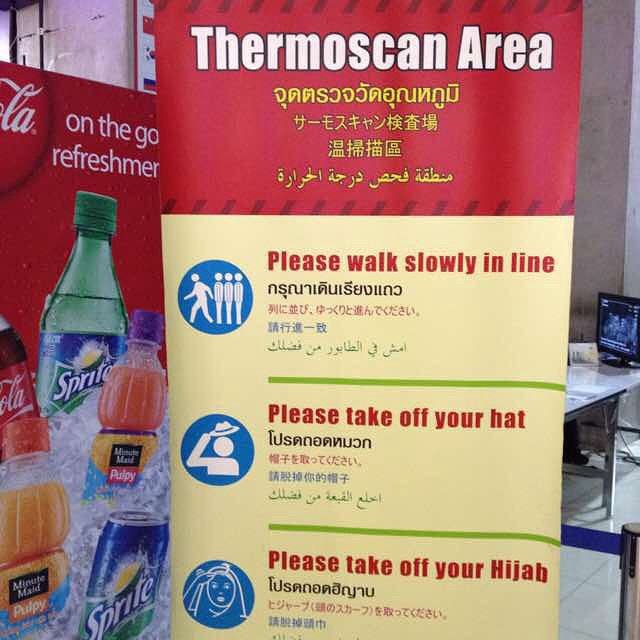 Thermoscan Area
จุดตรวจวัดอุณหภูมิ
サーモスキャン検査場
温掃描區
منطقة فحص درجة الحرارة
Please walk slowly in line
กรุณาเดินเรียงแถว
列に並び、ゆっくりと進んでください。
請行進一致
امش في الطابور من فضلك
Please take off your hat
โปรดถอดหมวก
帽子を取ってください。
請脫掉你的帽子
اخلع القبعة من فضلك
Please take off your Hijab
โปรดถอดฮิญาบ
ヒジャーブ(頭のスカーフ)を取ってください。
請脫掉頭巾
on the go
refreshmen
Sprite
Minute
Maid
Pulpy
Minute
Maid
Pulpy
Sprite